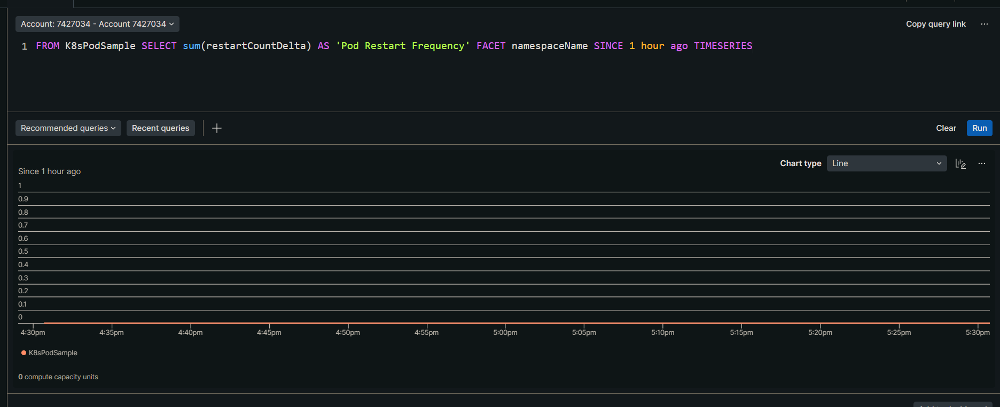 Account: 7427034 - Account 7427034
Copy query link
1 FROM K8sPodSample SELECT sum(restartCountDelta) AS 'Pod Restart Frequency' FACET namespaceName SINCE 1 hour ago TIMESERIES
Recommended queries
Recent queries
Clear
Run
Chart type
Line
Since 1 hour ago
1
0.9
0.8
0.7
0.6
0.5
0.4
0.3
0.2
0.1
0
4:30pm 4:35pm 4:40pm 4:45pm 4:50pm 4:55pm 5:00pm 5:05pm 5:10pm 5:15pm 5:20pm 5:25pm 5:30pm
K8sPodSample
0 compute capacity units